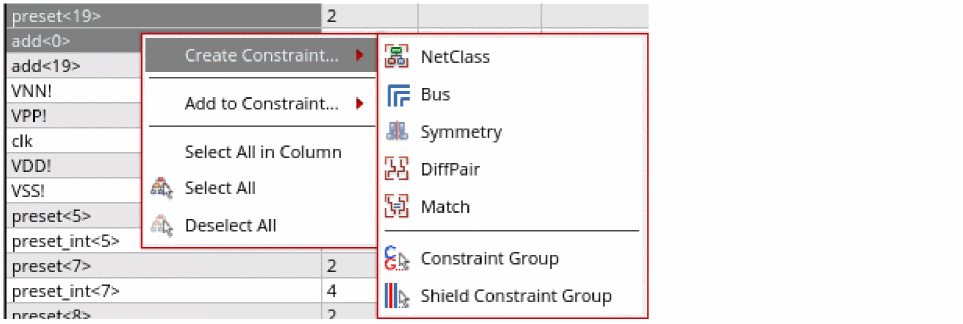 preset<19> 2
add<0>
add<19>
VNN!
VPP!
clk
VDD!
VSS!
preset<5>
preset_int<5>
preset<7> 2
preset_int<7> 4
preset<8> 2
Create Constraint...
Add to Constraint...
Select All in Column
Select All
Deselect All
NetClass
Bus
Symmetry
DiffPair
Match
Constraint Group
Shield Constraint Group